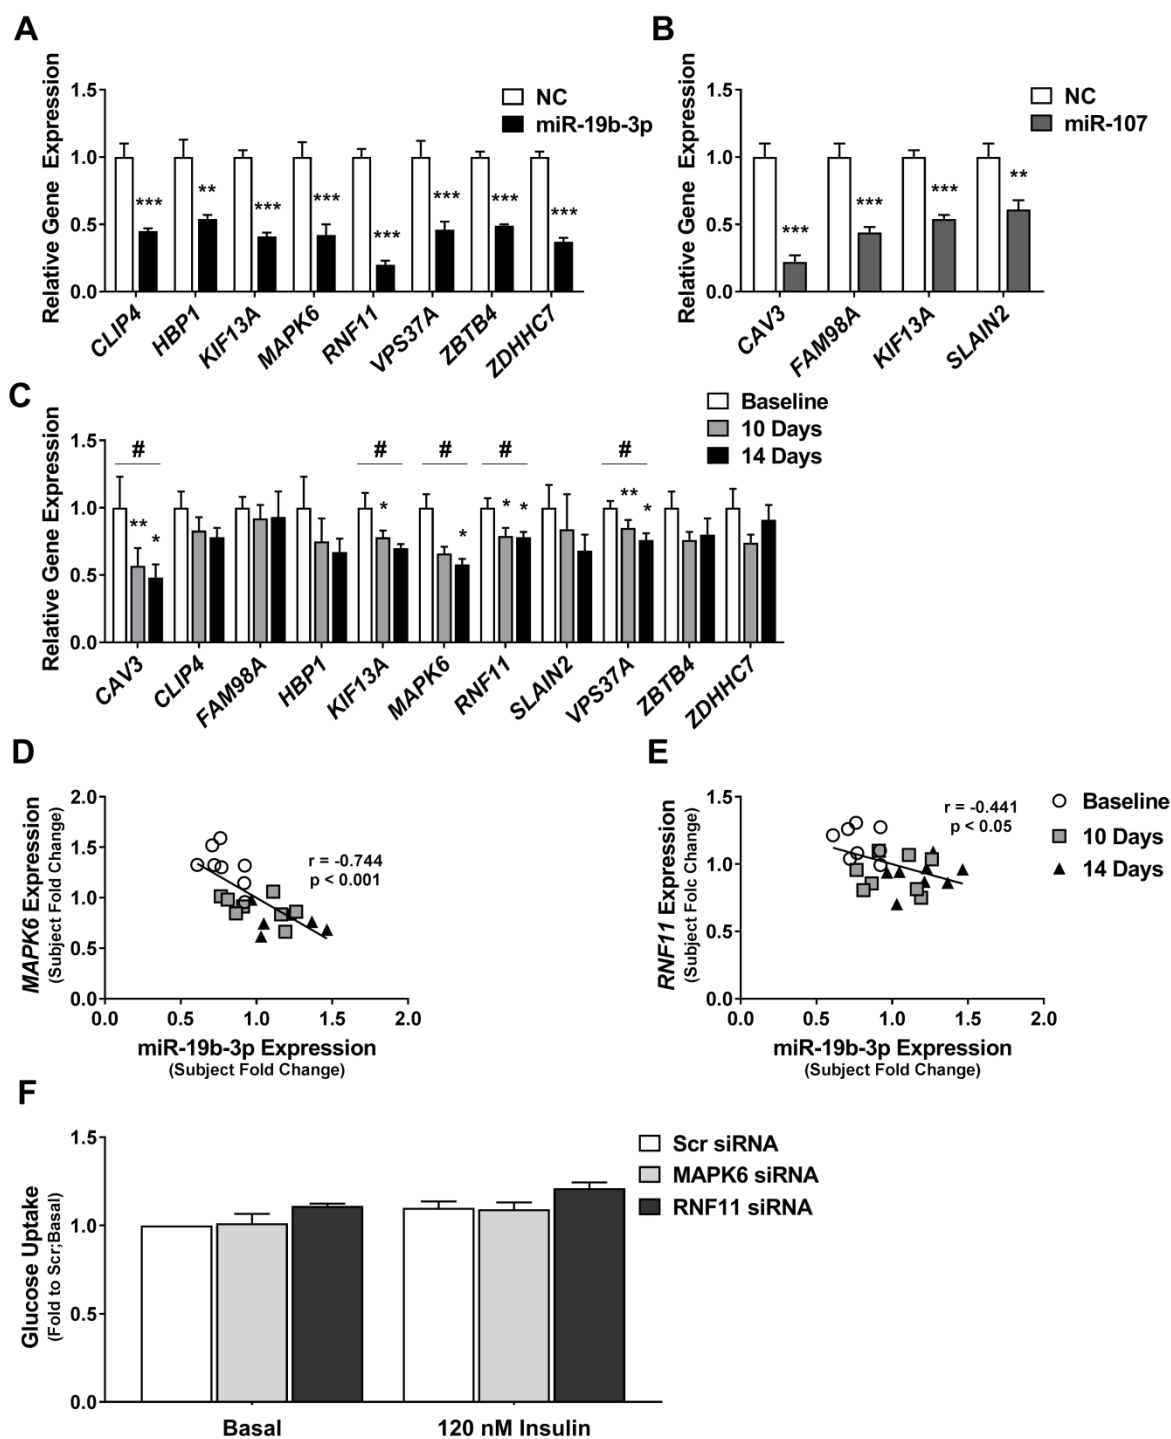 A
Relative Gene Expression
1.5
1.0
0.5
0.0
NC
miR-19b-3p
***
**
***
***
***
***
***
***
CLIP4
HBP1
KIF13A
MAPK6
RNF11
VPS37A
ZBTB4
ZDHHC7
B
Relative Gene Expression
1.5
1.0
0.5
0.0
NC
miR-107
***
***
***
**
CAV3
FAM98A
KIF13A
SLAIN2
C
Relative Gene Expression
1.5
1.0
0.5
0.0
Baseline
10 Days
14 Days
# # # # #
** * * * * * ** *
CAV3
CLIP4
FAM98A
HBP1
KIF13A
MAPK6
RNF11
SLAIN2
VPS37A
ZBTB4
ZDHHC7
D
MAPK6 Expression
(Subject Fold Change)
2.0
1.5
1.0
0.5
0.0
r = -0.744
p < 0.001
0.0 0.5 1.0 1.5 2.0
miR-19b-3p Expression
(Subject Fold Change)
E
RNF11 Expression
(Subject Folc Change)
1.5
1.0
0.5
0.0
r = -0.441
p < 0.05
Baseline
10 Days
14 Days
0.0 0.5 1.0 1.5 2.0
miR-19b-3p Expression
(Subject Fold Change)
F
Glucose Uptake
(Fold to Scr;Basal)
1.5
1.0
0.5
0.0
Scr siRNA
MAPK6 siRNA
RNF11 siRNA
Basal
120 nM Insulin